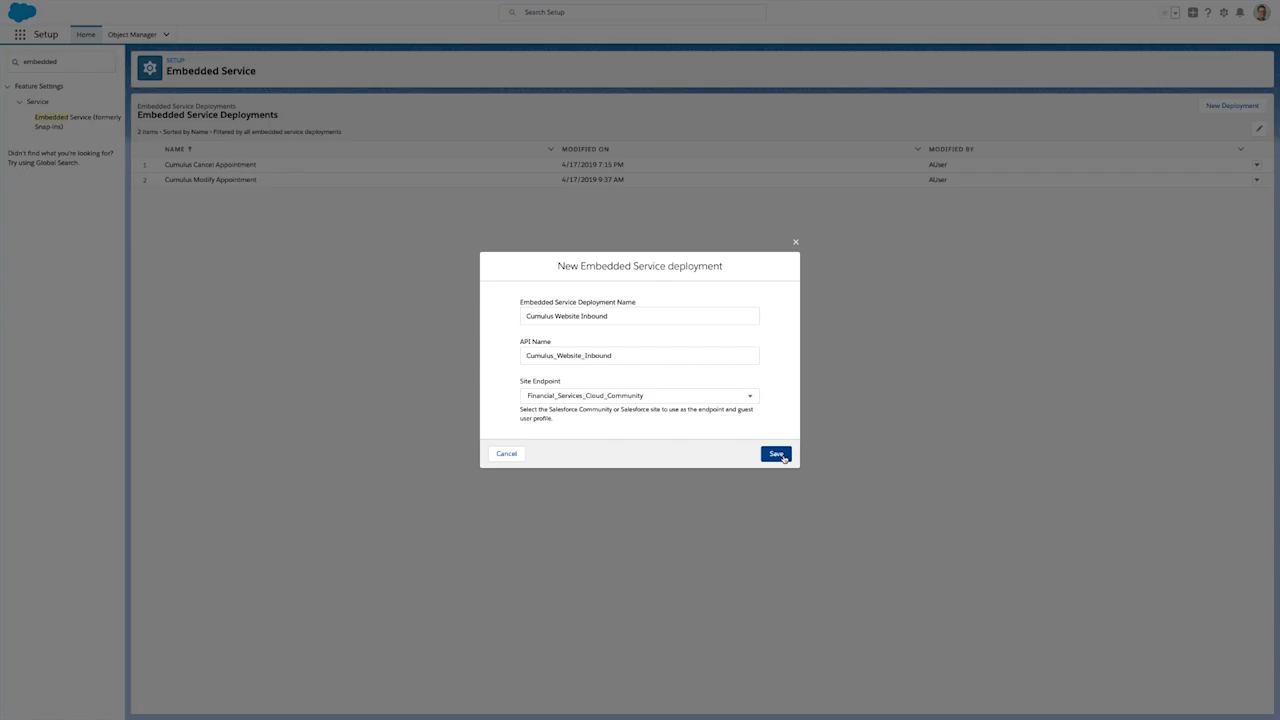 Search Setup
Setup
Home
Object Manager
embedded
Feature Settings
Service
Embedded Service (formerly
Snap-ins)
Didn't find what you're looking for?
Try using Global Search.
SETUP
Embedded Service
Embedded Service Deployments
Embedded Service Deployments
New Deployment
2 items • Sorted by Name • Filtered by all embedded service deployments
NAME ↑ MODIFIED ON MODIFIED BY
1 Cumulus Cancel Appointment 4/17/2019 7:15 PM AUser
2 Cumulus Modify Appointment 4/17/2019 9:37 AM AUser
New Embedded Service deployment
Embedded Service Deployment Name
Cumulus Website Inbound
API Name
Cumulus_Website_Inbound
Site Endpoint
Financial_Services_Cloud_Community
Select the Salesforce Community or Salesforce site to use as the endpoint and guest
user profile.
Cancel
Save